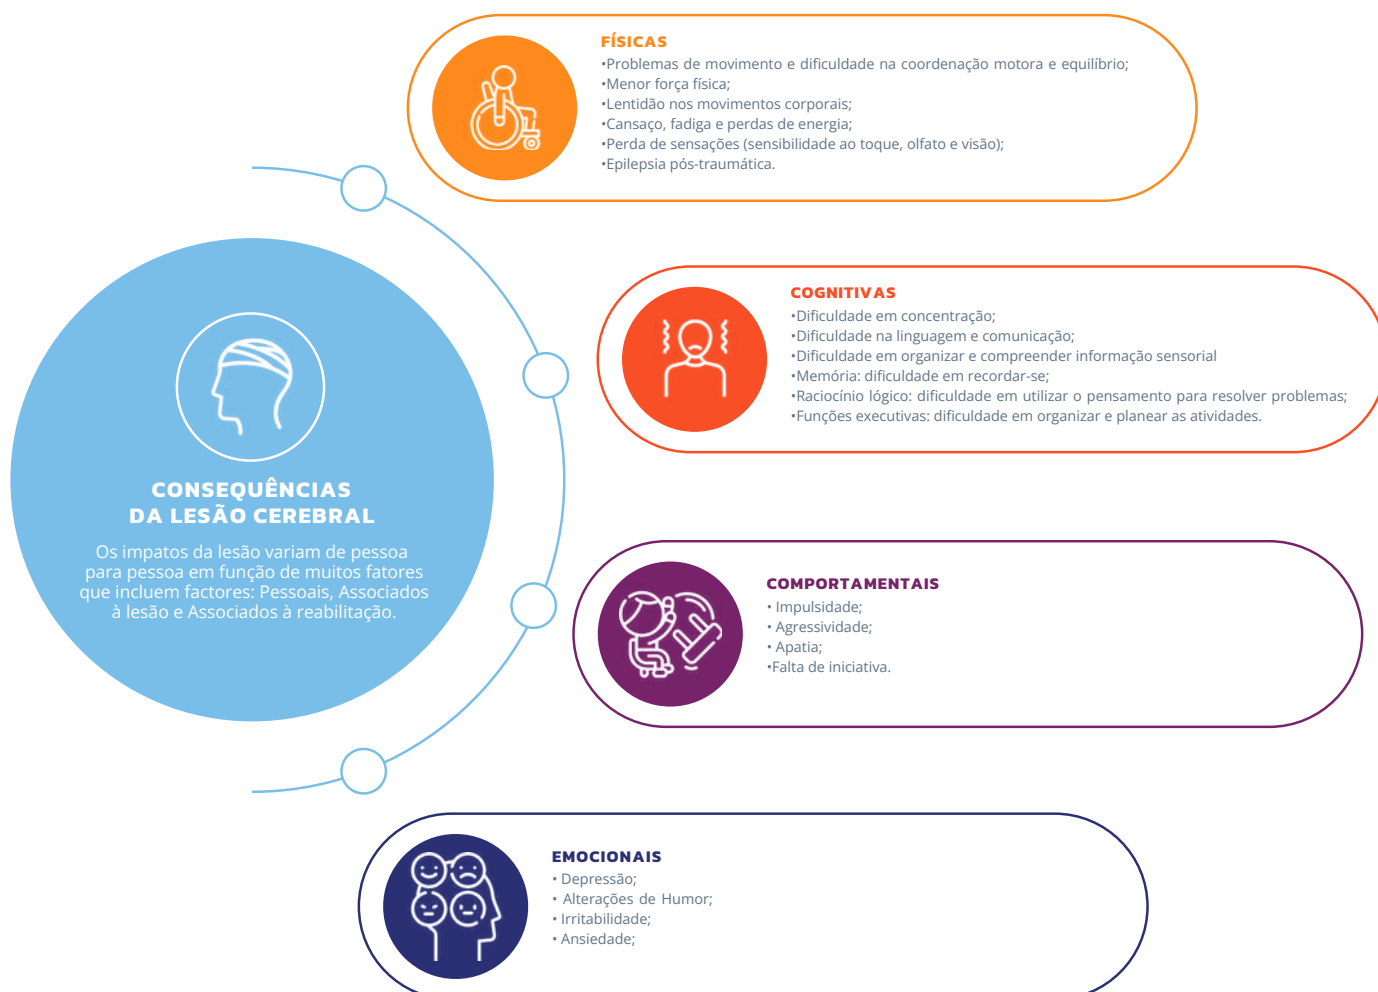 FÍSICAS
•Problemas de movimento e dificuldade na coordenação motora e equilíbrio;
•Menor força física;
•Lentidão nos movimentos corporais;
•Cansaço, fadiga e perdas de energia;
•Perda de sensações (sensibilidade ao toque, olfato e visão);
•Epilepsia pós-traumática.
COGNITIVAS
•Dificuldade em concentração;
•Dificuldade na linguagem e comunicação;
•Dificuldade em organizar e compreender informação sensorial
•Memória: dificuldade em recordar-se;
•Raciocínio lógico: dificuldade em utilizar o pensamento para resolver problemas;
•Funções executivas: dificuldade em organizar e planear as atividades.
CONSEQUÊNCIAS
DA LESÃO CEREBRAL
Os impatos da lesão variam de pessoa
para pessoa em função de muitos fatores
que incluem factores: Pessoais, Associados
à lesão e Associados à reabilitação.
COMPORTAMENTAIS
• Impulsidade;
• Agressividade;
• Apatia;
•Falta de iniciativa.
EMOCIONAIS
• Depressão;
• Alterações de Humor;
• Irritabilidade;
• Ansiedade;